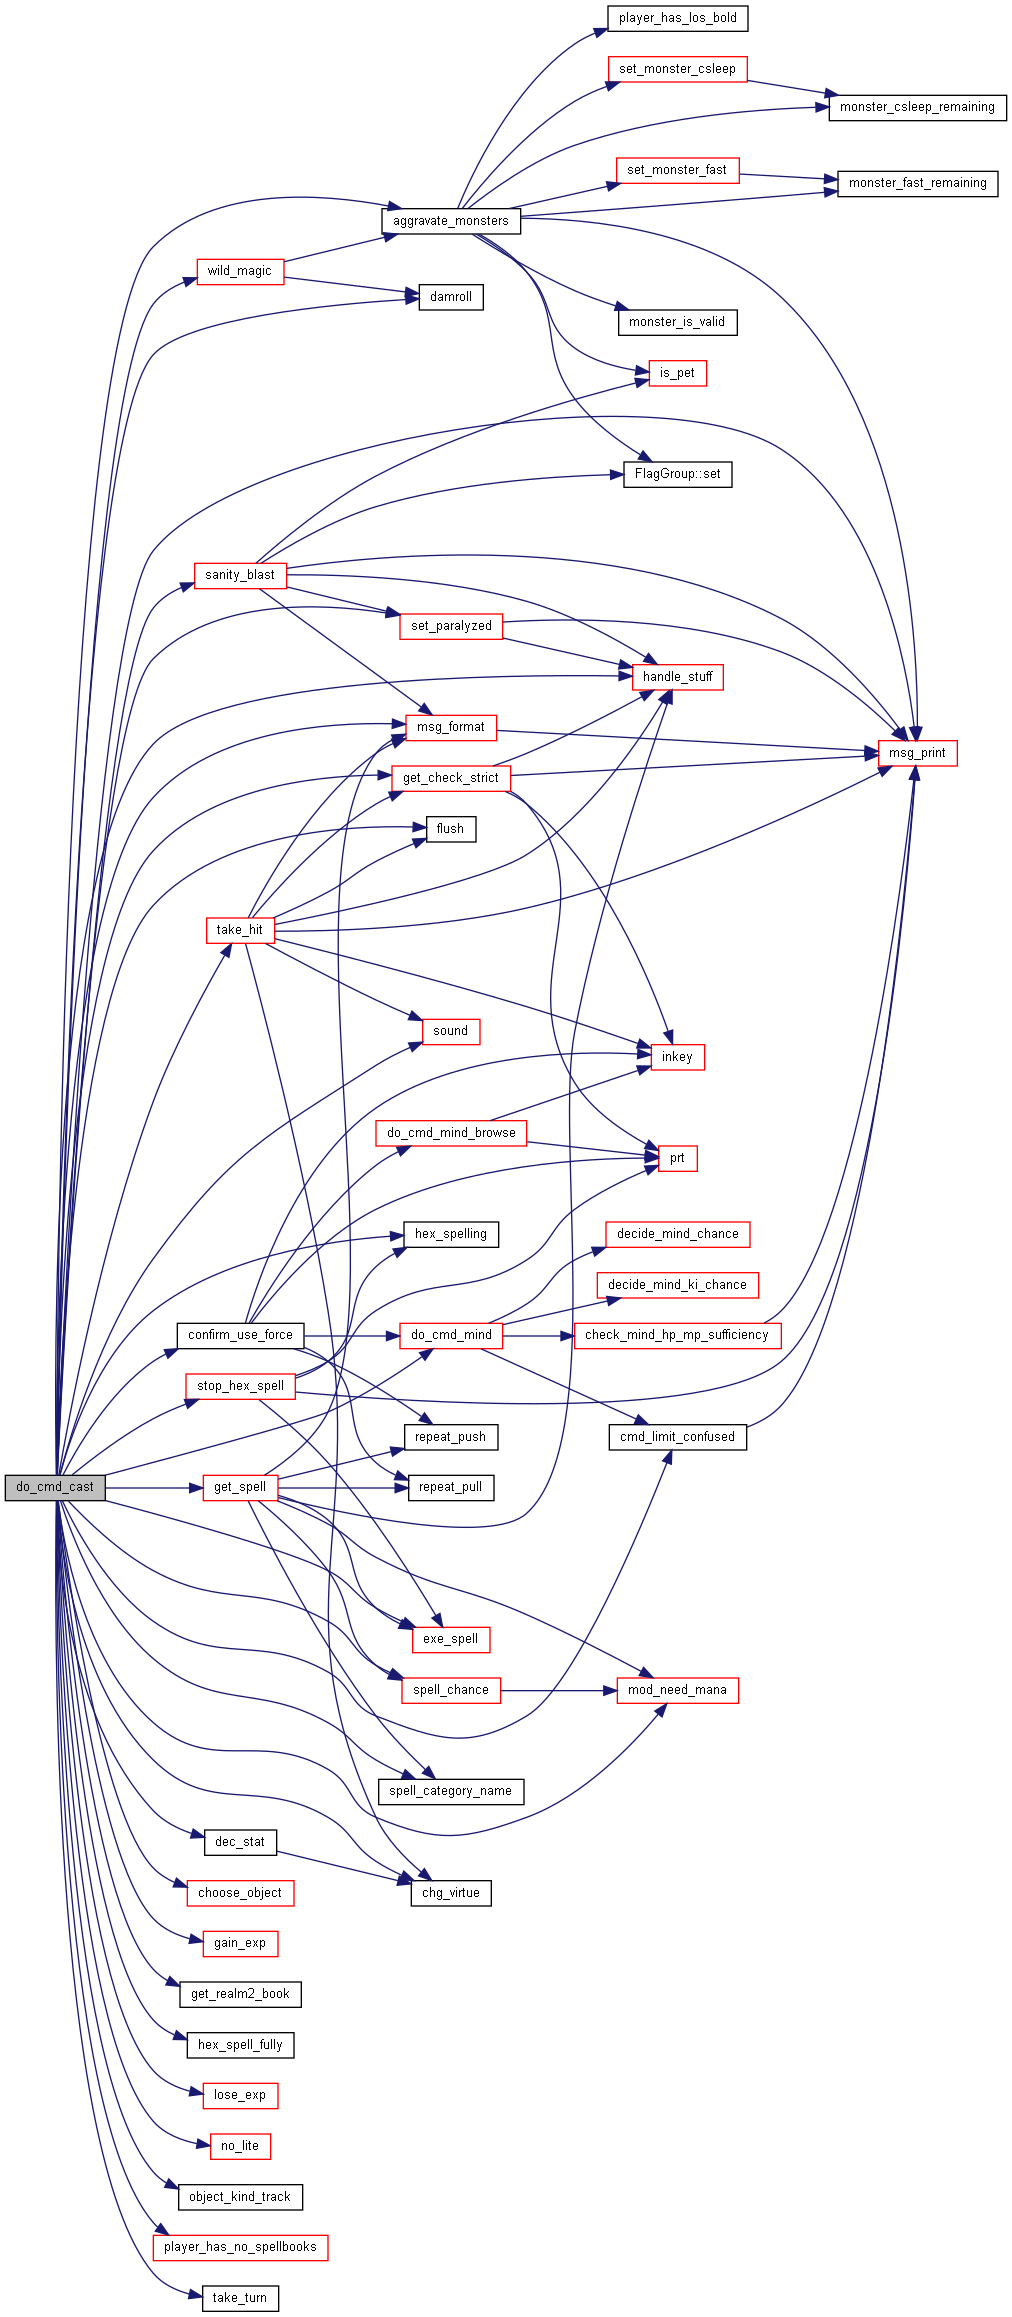 player_has_los_bold
set_monster_csleep
monster_csleep_remaining
set_monster_fast
monster_fast_remaining
aggravate_monsters
wild_magic
damroll
monster_is_valid
is_pet
FlagGroup::set
sanity_blast
set_paralyzed
handle_stuff
msg_format
msg_print
get_check_strict
flush
take_hit
sound
inkey
do_cmd_mind_browse
prt
hex_spelling
decide_mind_chance
decide_mind_ki_chance
confirm_use_force
do_cmd_mind
check_mind_hp_mp_sufficiency
stop_hex_spell
repeat_push
cmd_limit_confused
do_cmd_cast
get_spell
repeat_pull
exe_spell
spell_chance
mod_need_mana
spell_category_name
dec_stat
choose_object
chg_virtue
gain_exp
get_realm2_book
hex_spell_fully
lose_exp
no_lite
object_kind_track
player_has_no_spellbooks
take_turn